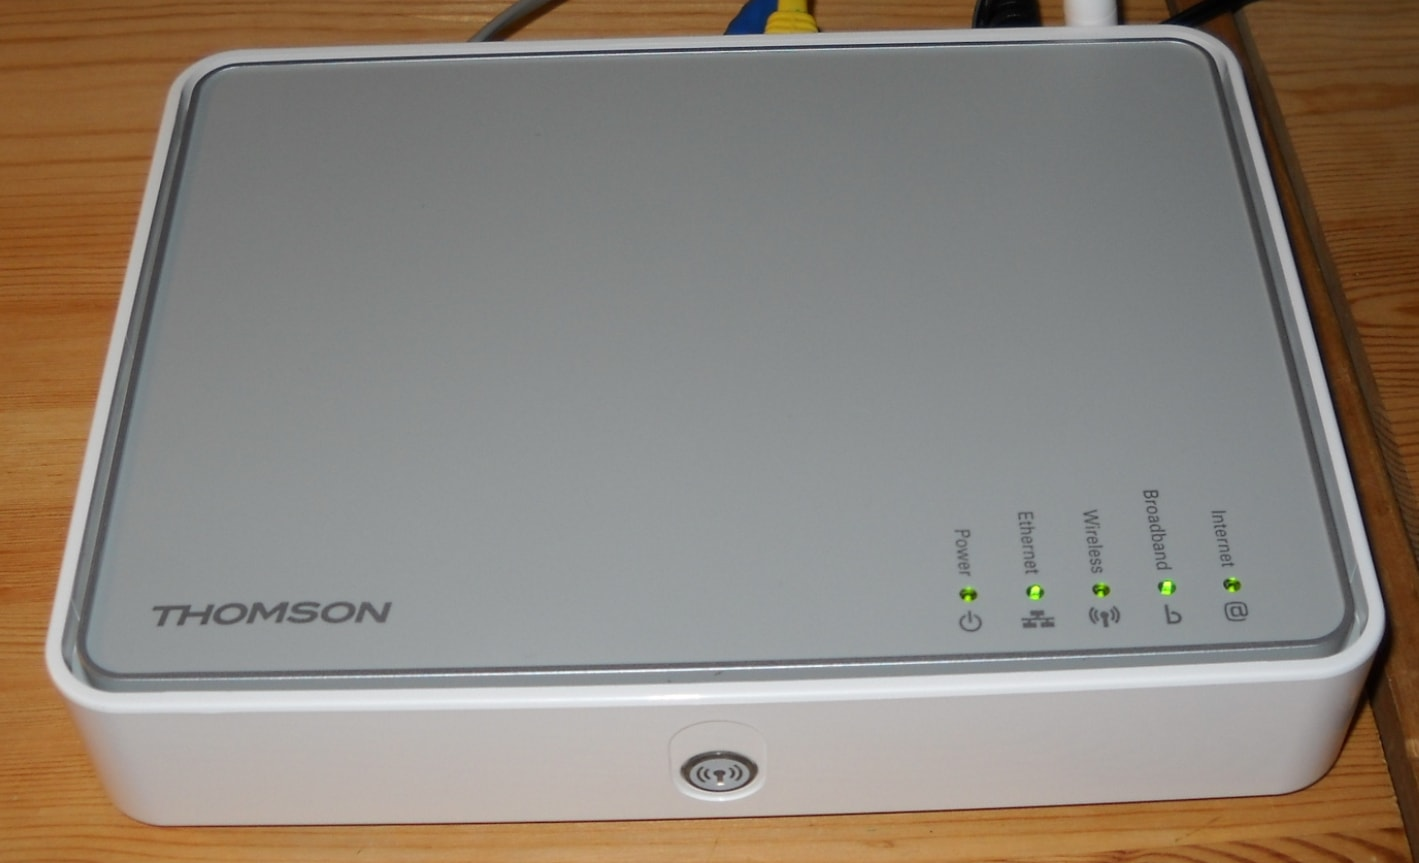 THOMSON
Power
Ethernet
Wireless
Broadband
Internet